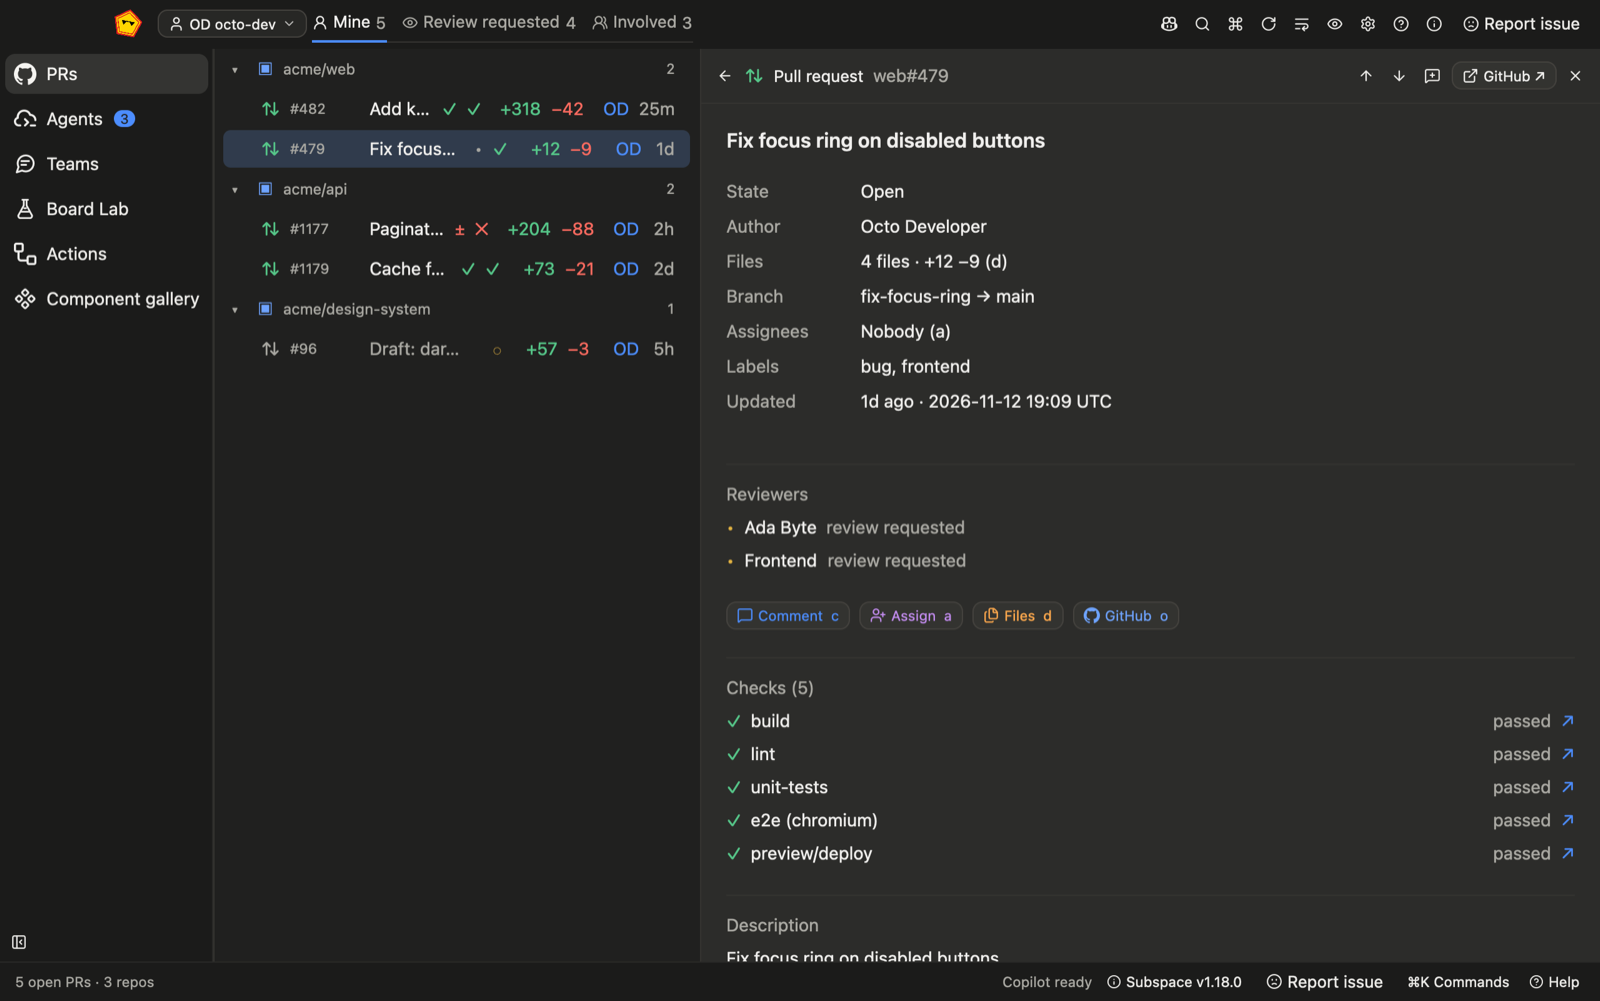 OD octo-dev
Mine 5
Review requested 4
Involved 3
Report issue
PRs
Agents 3
Teams
Board Lab
Actions
Component gallery
acme/web 2
#482 Add k... +318 −42 OD 25m
#479 Fix focus... +12 −9 OD 1d
acme/api 2
#1177 Paginat... ± +204 −88 OD 2h
#1179 Cache f... +73 −21 OD 2d
acme/design-system 1
#96 Draft: dar... +57 −3 OD 5h
Pull request web#479
GitHub ↗
Fix focus ring on disabled buttons
State Open
Author Octo Developer
Files 4 files · +12 −9 (d)
Branch fix-focus-ring → main
Assignees Nobody (a)
Labels bug, frontend
Updated 1d ago · 2026-11-12 19:09 UTC
Reviewers
• Ada Byte review requested
• Frontend review requested
Comment c
Assign a
Files d
GitHub o
Checks (5)
✓ build passed ↗
✓ lint passed ↗
✓ unit-tests passed ↗
✓ e2e (chromium) passed ↗
✓ preview/deploy passed ↗
Description
Fix focus ring on disabled buttons
5 open PRs · 3 repos
Copilot ready
Subspace v1.18.0
Report issue
⌘K Commands
Help